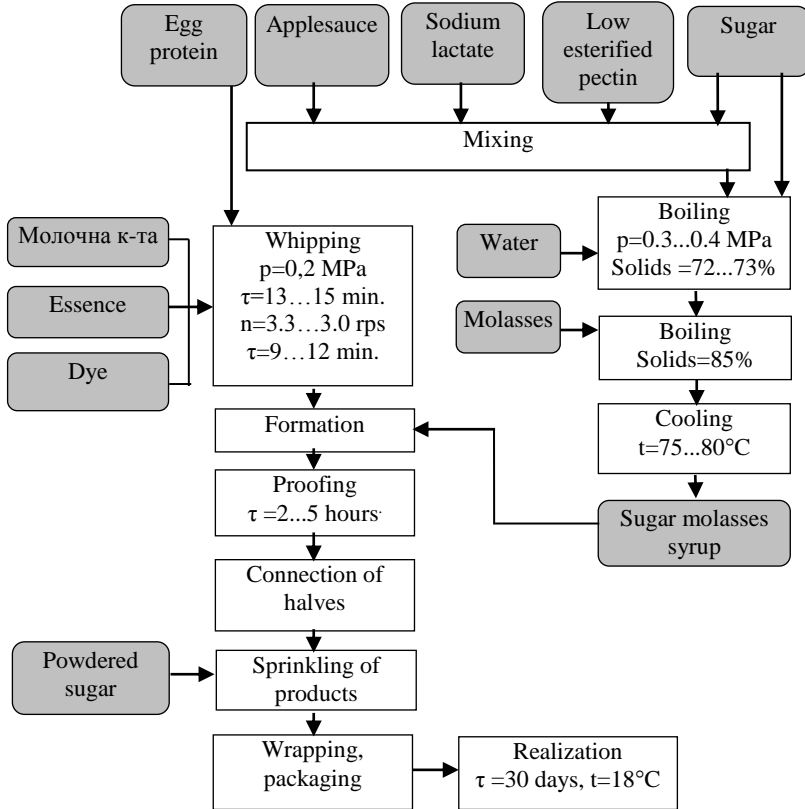 Egg
protein
Applesauce
Sodium
lactate
Low
esterified
pectin
Sugar
Mixing
Молочна к-та
Essence
Dye
Whipping
p=0,2 MPa
τ=13…15 min.
n=3.3…3.0 rps
τ=9…12 min.
Water
Boiling
p=0.3...0.4 MPa
Solids =72...73%
Molasses
Boiling
Solids=85%
Formation
Cooling
t=75...80°C
Proofing
τ =2...5 hours.
Sugar molasses
syrup
Connection of
halves
Powdered
sugar
Sprinkling of
products
Wrapping,
packaging
Realization
τ =30 days, t=18°C